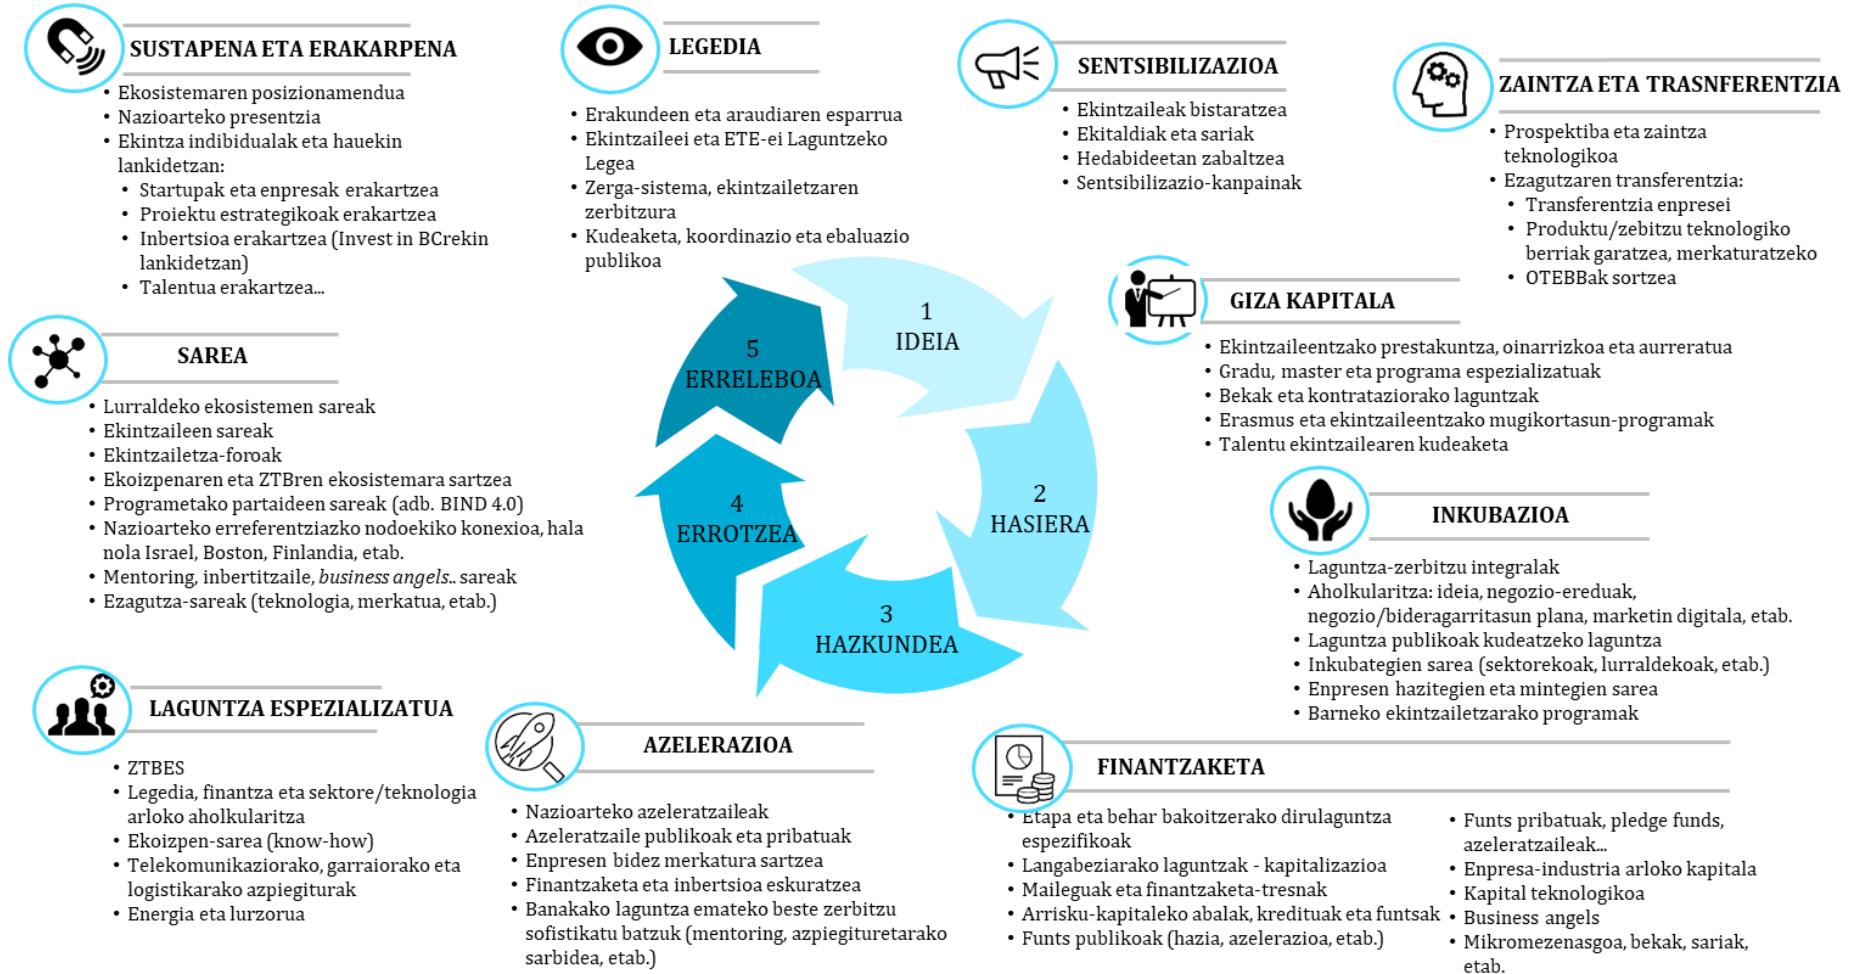 SUSTAPENA ETA ERAKARPENA
• Ekosistemaren posizionamendua
• Nazioarteko presentzia
• Ekintza indibidualak eta hauekin
lankidetzan:
• Startupak eta enpresak erakartzea
• Proiektu estrategikoak erakartzea
• Inbertsioa erakartzea (Invest in BCrekin
lankidetzan)
• Talentua erakartzea...
LEGEDIA
• Erakundeen eta araudiaren esparrua
• Ekintzaileei eta ETE-ei Laguntzeko
Legea
• Zerga-sistema, ekintzailetzaren
zerbitzura
• Kudeaketa, koordinazio eta ebaluazio
publikoa
SENTSIBILIZAZIOA
• Ekintzaileak bistaratzea
• Ekitaldiak eta sariak
• Hedabideetan zabaltzea
• Sentsibilizazio-kanpainak
ZAINTZA ETA TRASNFERENTZIA
• Prospektiba eta zaintza
teknologikoa
• Ezagutzaren transferentzia:
• Transferentzia enpresei
• Produktu/zebitzu teknologiko
berriak garatzea, merkaturatzeko
• OTEBBak sortzea
SAREA
• Lurraldeko ekosistemen sareak
• Ekintzaileen sareak
• Ekintzailetza-foroak
• Ekoizpenaren eta ZTBren ekosistemara sartzea
• Programetako partaideen sareak (adb. BIND 4.0)
• Nazioarteko erreferentziazko nodoekiko konexioa, hala
nola Israel, Boston, Finlandia, etab.
• Mentoring, inbertitzaile, business angels.. sareak
• Ezagutza-sareak (teknologia, merkatua, etab.)
1
IDEIA
2
HASIERA
3
HAZKUNDEA
4
ERROTZEA
5
ERRELEBOA
GIZA KAPITALA
• Ekintzaileentzako prestakuntza, oinarrizkoa eta aurreratua
• Gradu, master eta programa espezializatuak
• Bekak eta kontrataziorako laguntzak
• Erasmus eta ekintzaileentzako mugikortasun-programak
• Talentu ekintzailearen kudeaketa
INKUBAZIOA
• Laguntza-zerbitzu integralak
• Aholkularitza: ideia, negozio-ereduak,
negozio/bideragarritasun plana, marketin digitala, etab.
• Laguntza publikoak kudeatzeko laguntza
• Inkubategien sarea (sektorekoak, lurraldekoak, etab.)
• Enpresen hazitegien eta mintegien sarea
• Barneko ekintzailetzarako programak
LAGUNTZA ESPEZIALIZATUA
• ZTBES
• Legedia, finantza eta sektore/teknologia
arloko aholkularitza
• Ekoizpen-sarea (know-how)
• Telekomunikaziorako, garraiorako eta
logistikarako azpiegiturak
• Energia eta lurzorua
AZELERAZIOA
• Nazioarteko azeleratzaileak
• Azeleratzaile publikoak eta pribatuak
• Enpresen bidez merkatura sartzea
• Finantzaketa eta inbertsioa eskuratzea
• Banakako laguntza emateko beste zerbitzu
sofistikatu batzuk (mentoring, azpiegituretarako
sarbidea, etab.)
FINANTZAKETA
• Etapa eta behar bakoitzerako dirulaguntza
espezifikoak
• Langabeziarako laguntzak - kapitalizazioa
• Maileguak eta finantzaketa-tresnak
• Arrisku-kapitaleko abalak, kredituak eta funtsak
• Funts publikoak (hazia, azelerazioa, etab.)
• Funts pribatuak, pledge funds,
azeleratzaileak...
• Enpresa-industria arloko kapitala
• Kapital teknologikoa
• Business angels
• Mikromezenasgoa, bekak, sariak,
etab.